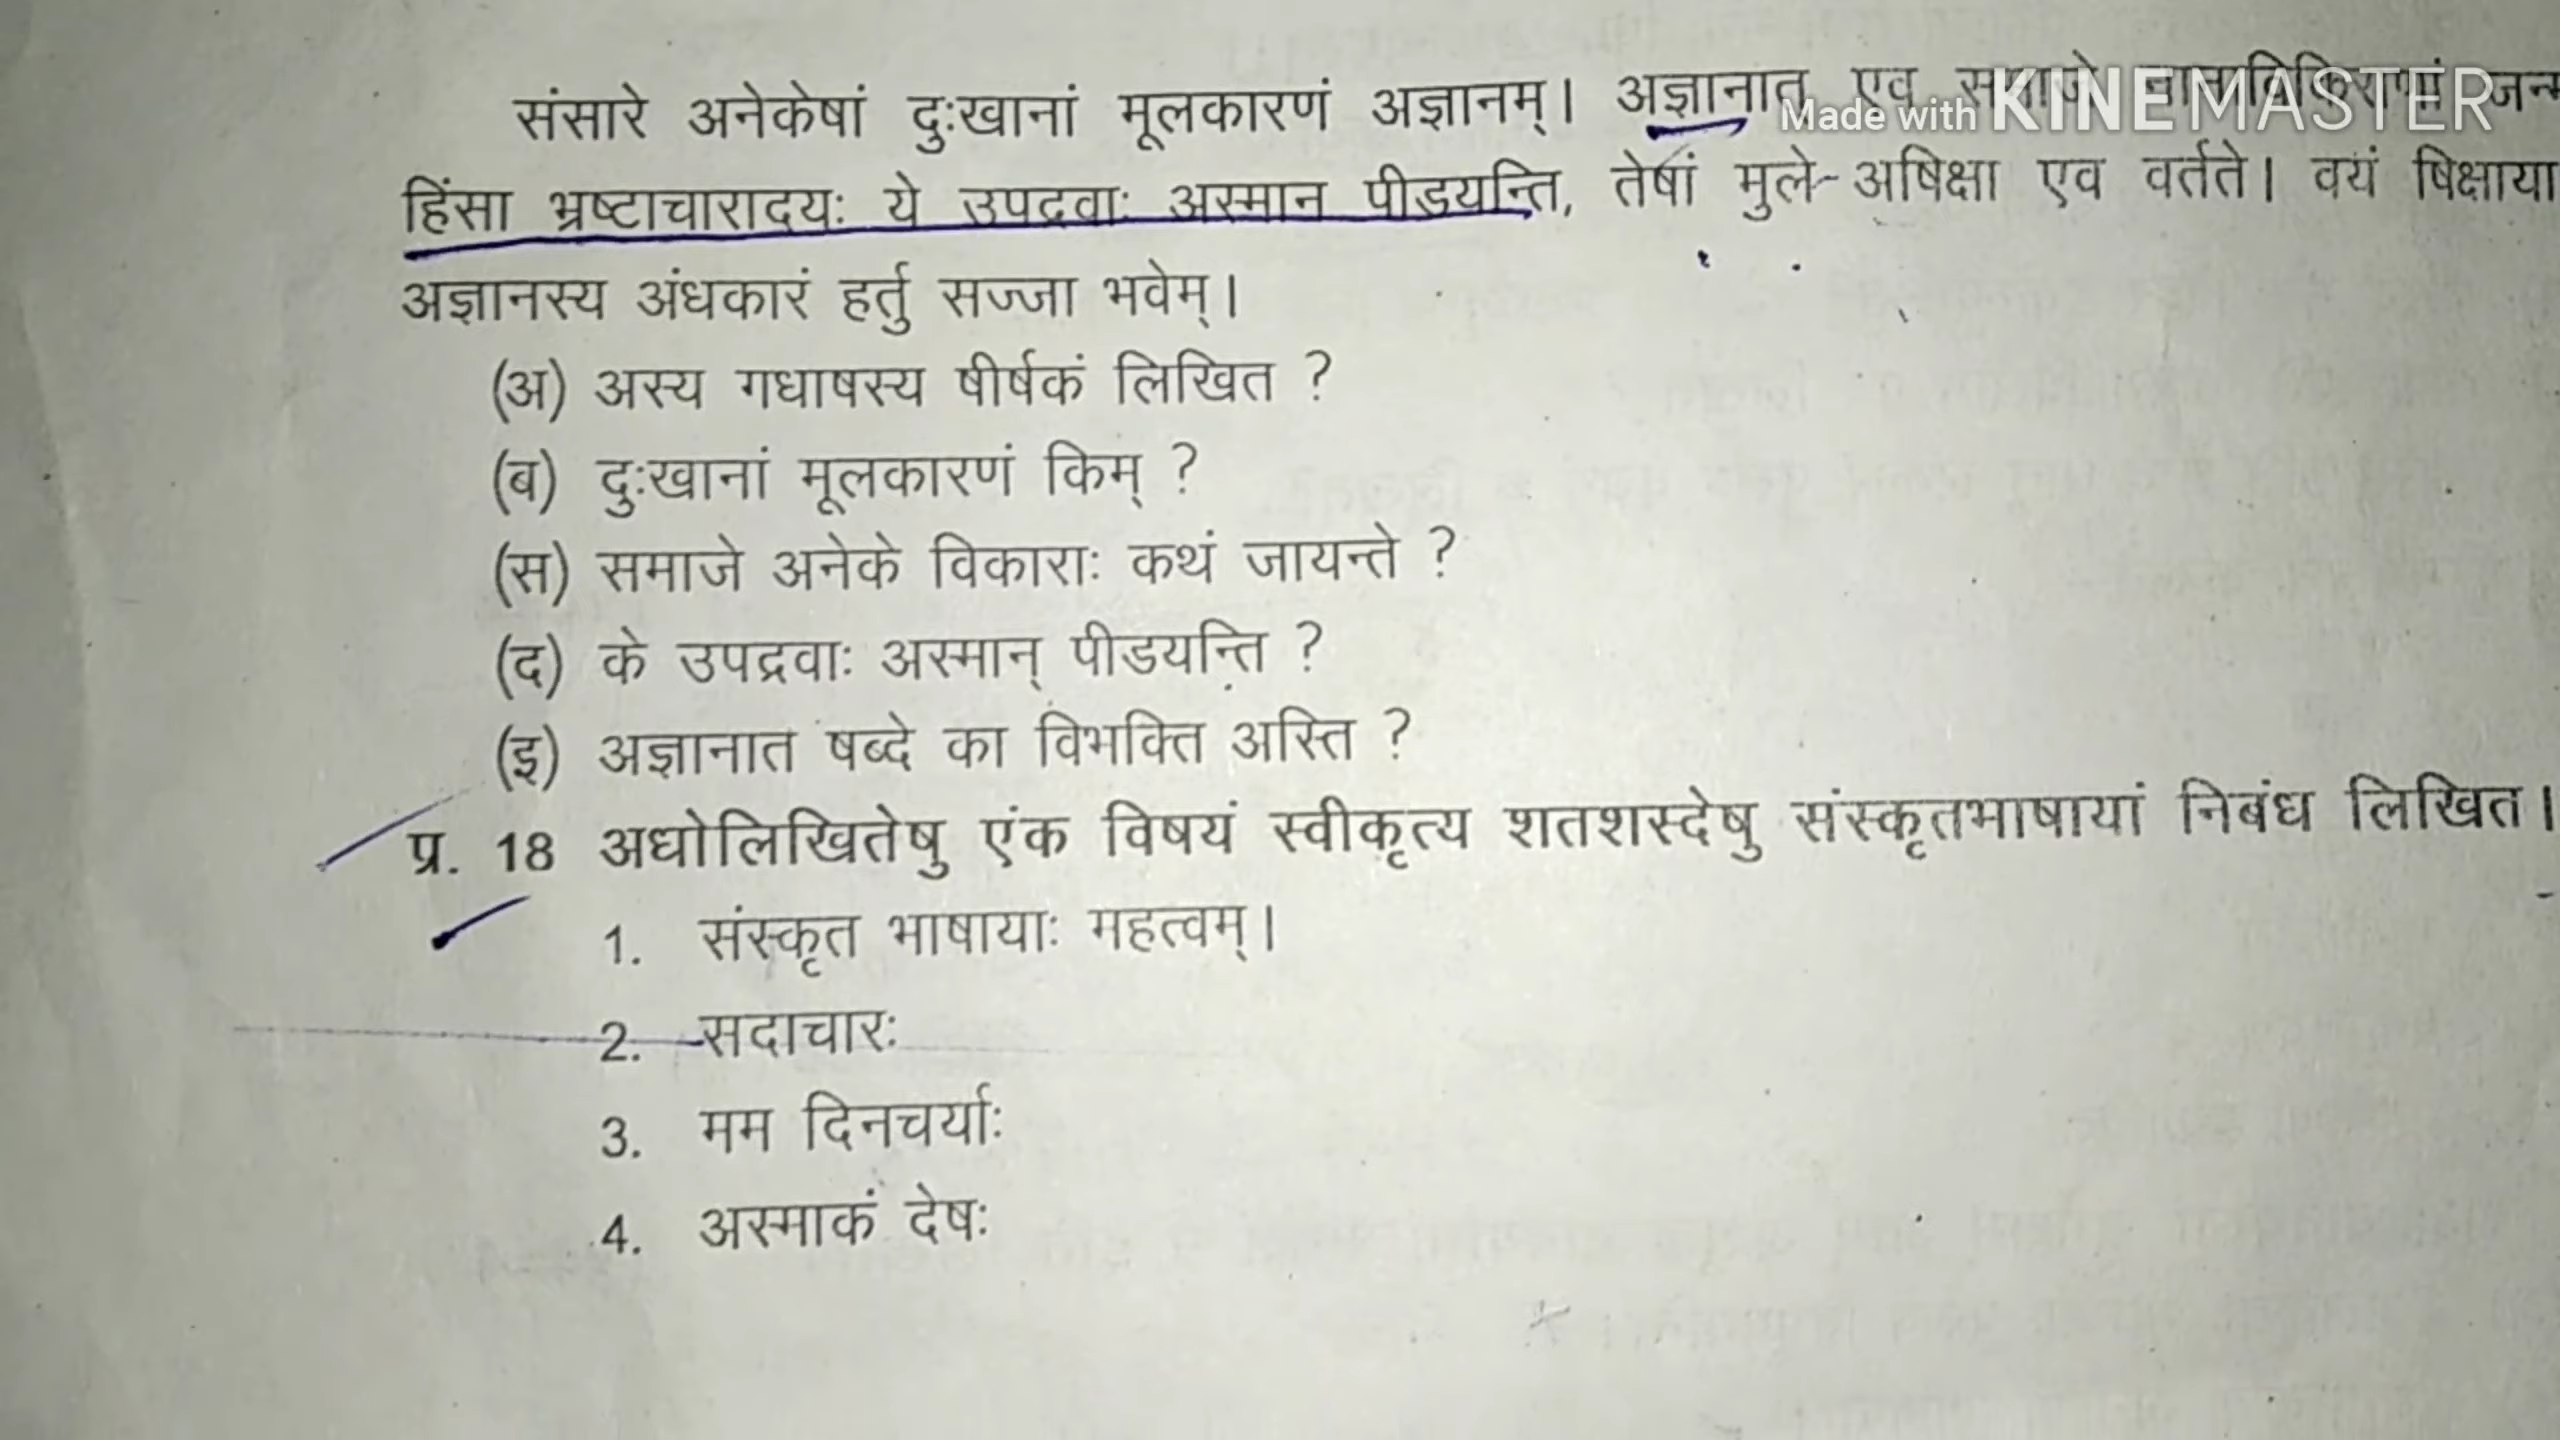 संसारे अनेकेषां दुःखानां मूलकारणं अज्ञानम्। अज्ञानात् एव समाजे जन्म
Made with KINEMASTER
हिंसा भ्रष्टाचारादयः ये उपद्रवाः अस्मान पीडयन्ति, तेषां मुले अषिक्षा एव वर्तते। वयं षिक्षाया
अज्ञानस्य अंधकारं हर्तु सज्जा भवेम्।
(अ) अस्य गधाषस्य षीर्षकं लिखित ?
(ब) दुःखानां मूलकारणं किम् ?
(स) समाजे अनेके विकाराः कथं जायन्ते ?
(द) के उपद्रवाः अस्मान् पीडयन्ति ?
(इ) अज्ञानात षब्दे का विभक्ति अस्ति ?
प्र. 18 अधोलिखितेषु एंक विषयं स्वीकृत्य शतशस्देषु संस्कृतभाषायां निबंध लिखित।
1. संस्कृत भाषायाः महत्वम्।
2. सदाचारः
3. मम दिनचर्याः
4. अस्माकं देषः